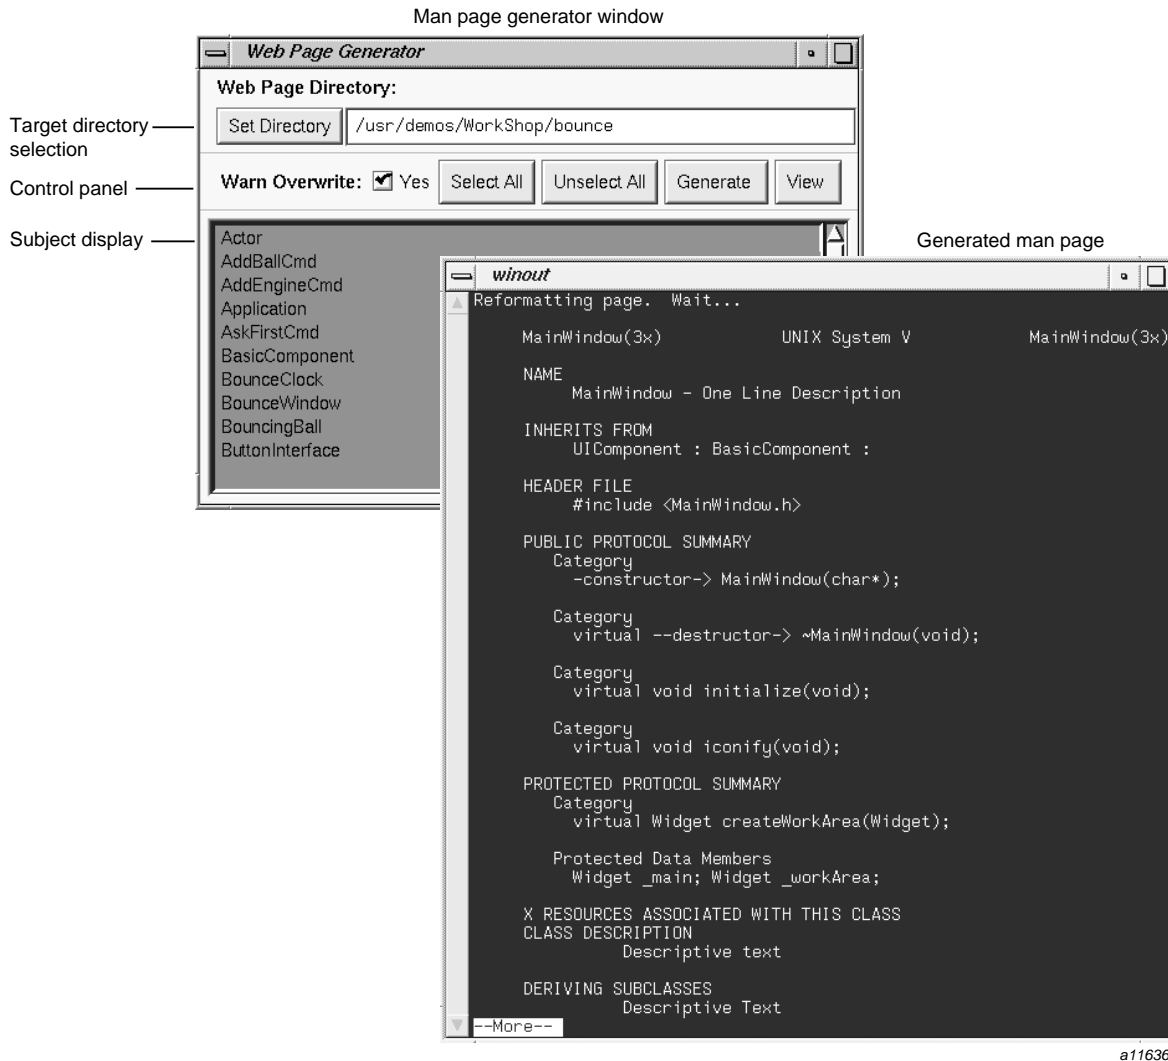 Man page generator window
Web Page Generator
Web Page Directory:
Target directory selection
Set Directory /usr/demos/WorkShop/bounce
Control panel
Warn Overwrite: Yes Select All Unselect All Generate View
Subject display
Actor
AddBallCmd
AddEngineCmd
Application
AskFirstCmd
BasicComponent
BounceClock
BounceWindow
BouncingBall
ButtonInterface
Generated man page
winout
Reformatting page.  Wait...
MainWindow(3x) UNIX System V MainWindow(3x)
NAME
MainWindow - One Line Description
INHERITS FROM
UIComponent : BasicComponent :
HEADER FILE
#include <MainWindow.h>
PUBLIC PROTOCOL SUMMARY
Category
-constructor-> MainWindow(char*);
Category
virtual --destructor-> ~MainWindow(void);
Category
virtual void initialize(void);
Category
virtual void iconify(void);
PROTECTED PROTOCOL SUMMARY
Category
virtual Widget createWorkArea(Widget);
Protected Data Members
Widget _main; Widget _workArea;
X RESOURCES ASSOCIATED WITH THIS CLASS
CLASS DESCRIPTION
Descriptive text
DERIVING SUBCLASSES
Descriptive Text
--More--
a11636